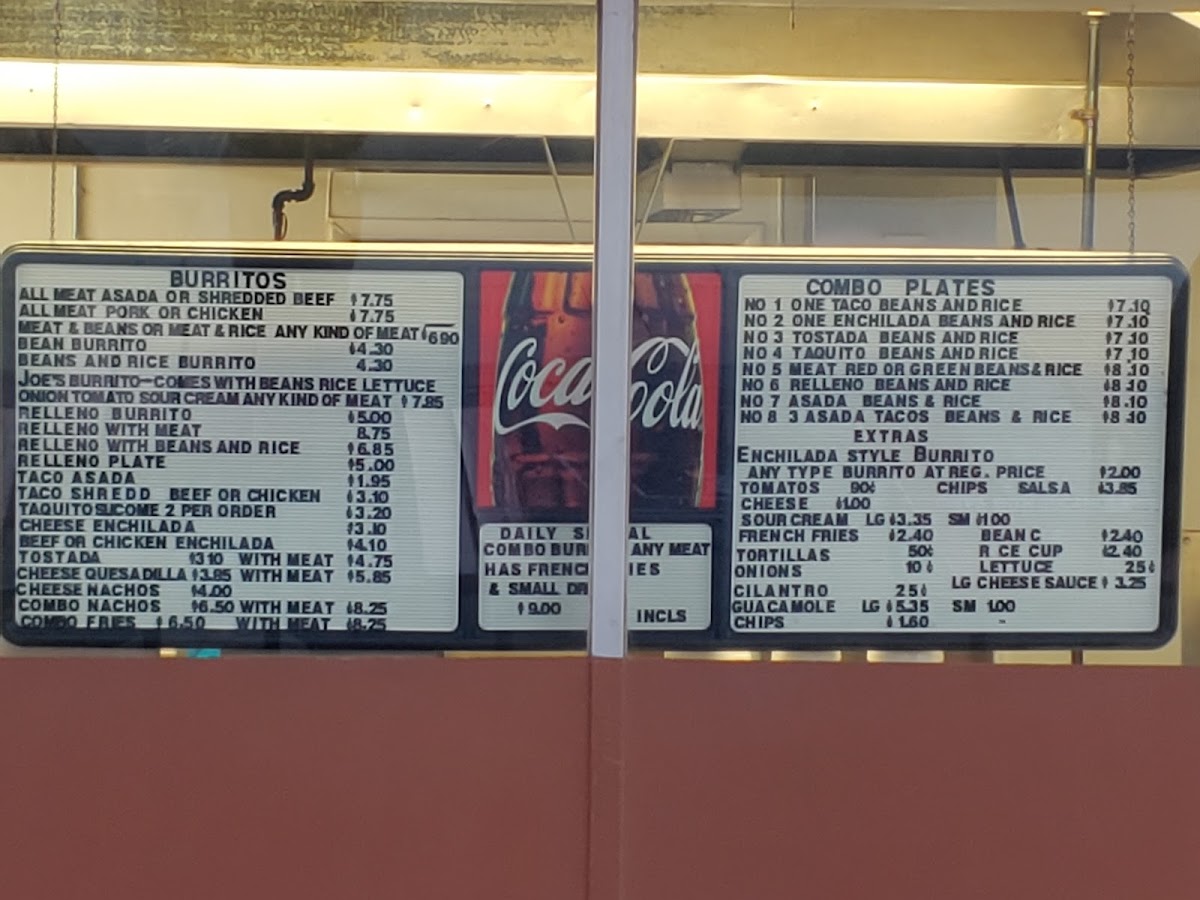 BURRITOS
ALL MEAT ASADA OR SHREDDED BEEF $7.75
ALL MEAT PORK OR CHICKEN $7.75
MEAT & BEANS OR MEAT & RICE ANY KIND OF MEAT $6.90
BEAN BURRITO $4.30
BEANS AND RICE BURRITO 4.30
JOE'S BURRITO-COMES WITH BEANS RICE LETTUCE
ONION TOMATO SOUR CREAM ANY KIND OF MEAT $7.85
RELLENO BURRITO $5.00
RELLENO WITH MEAT 8.75
RELLENO WITH BEANS AND RICE $6.85
RELLENO PLATE $5.00
TACO ASADA $1.95
TACO SHREDD BEEF OR CHICKEN $3.10
TAQUITOS COME 2 PER ORDER $3.20
CHEESE ENCHILADA $3.10
BEEF OR CHICKEN ENCHILADA $4.10
TOSTADA $3.10 WITH MEAT $4.75
CHEESE QUESADILLA $3.85 WITH MEAT $5.85
CHEESE NACHOS $4.00
COMBO NACHOS $6.50 WITH MEAT $8.25
COMBO FRIES $6.50 WITH MEAT $8.25
Coca Cola
DAILY S AL
COMBO BUR ANY MEAT
HAS FRENC IES
& SMALL DR
$9.00 INCLS
COMBO PLATES
NO 1 ONE TACO BEANS AND RICE $7.10
NO 2 ONE ENCHILADA BEANS AND RICE $7.10
NO 3 TOSTADA BEANS AND RICE $7.10
NO 4 TAQUITO BEANS AND RICE $7.10
NO 5 MEAT RED OR GREEN BEANS & RICE $8.10
NO 6 RELLENO BEANS AND RICE $8.10
NO 7 ASADA BEANS & RICE $8.10
NO 8 3 ASADA TACOS BEANS & RICE $8.10
EXTRAS
ENCHILADA STYLE BURRITO
ANY TYPE BURRITO AT REG. PRICE $2.00
TOMATOS 90¢ CHIPS SALSA $3.85
CHEESE $1.00
SOUR CREAM LG $3.35 SM $1 00
FRENCH FRIES $2.40 BEAN C $2.40
TORTILLAS 50¢ R CE CUP $2.40
ONIONS 10¢ LETTUCE 25¢
CILANTRO 25¢ LG CHEESE SAUCE $3.25
GUACAMOLE LG $5.35 SM 1.00
CHIPS $1.60